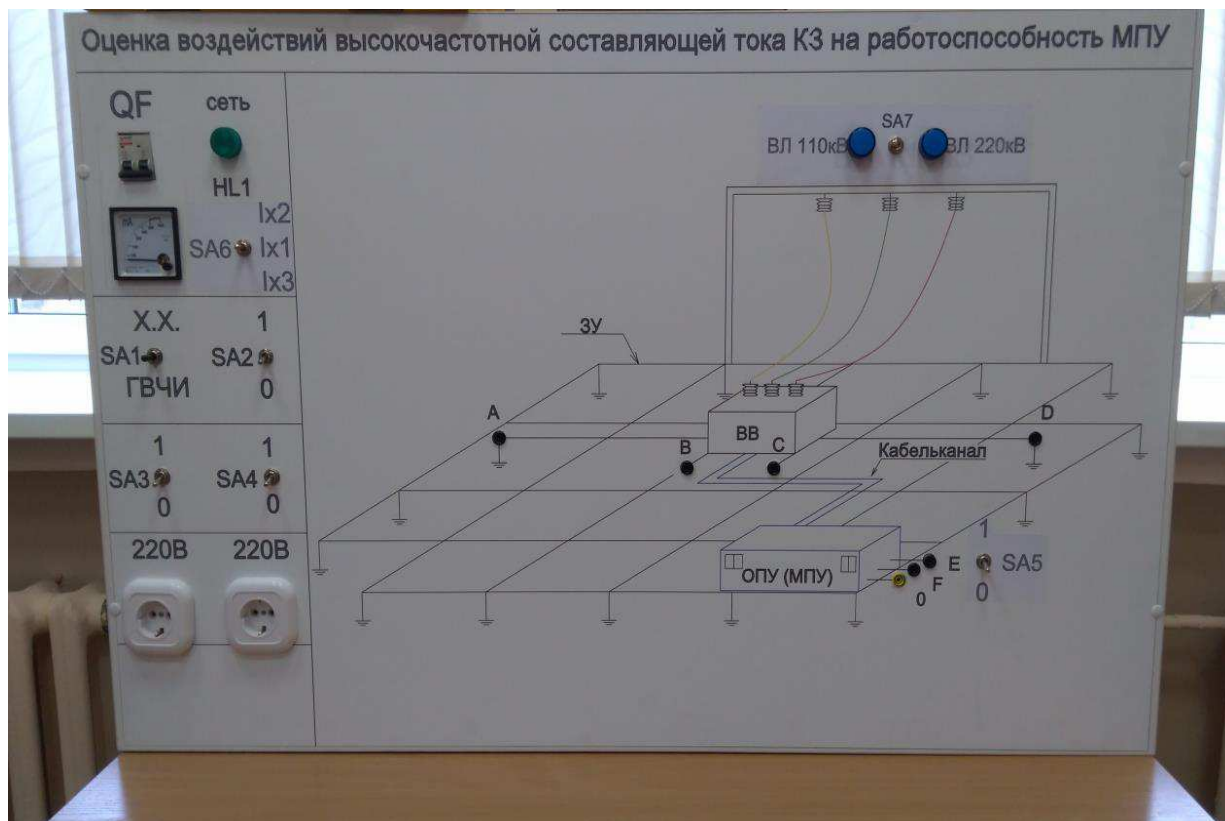 Оценка воздействий высокочастотной составляющей тока КЗ на работоспособность МПУ
QF
сеть
HL1
SA6
Ix2
Ix1
Ix3
Х.Х.
SA1
ГВЧИ
1
SA2
0
1
SA3
0
1
SA4
0
220В
220В
SA7
ВЛ 110кВ
ВЛ 220кВ
ЗУ
A
B
ВВ
C
D
Кабельканал
ОПУ (МПУ)
E
F
0
1
SA5
0